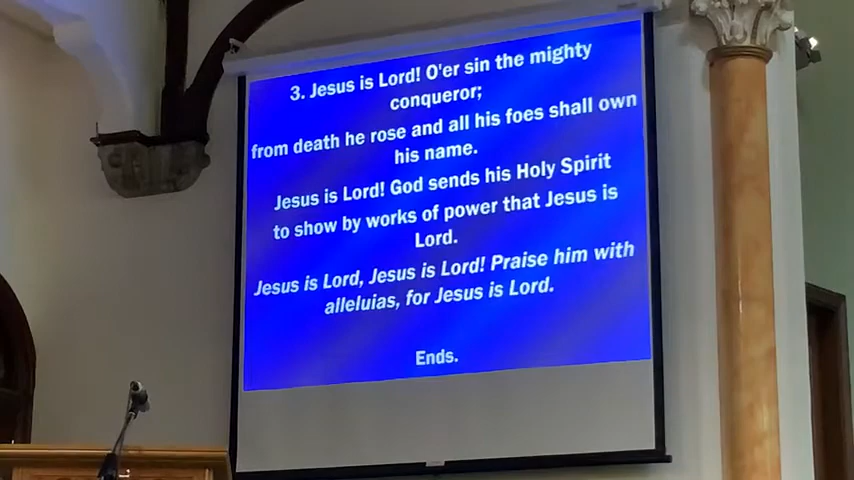 3. Jesus is Lord! O'er sin the mighty
conqueror;
from death he rose and all his foes shall own
his name.
Jesus is Lord! God sends his Holy Spirit
to show by works of power that Jesus is
Lord.
Jesus is Lord, Jesus is Lord! Praise him with
alleluias, for Jesus is Lord.
Ends.